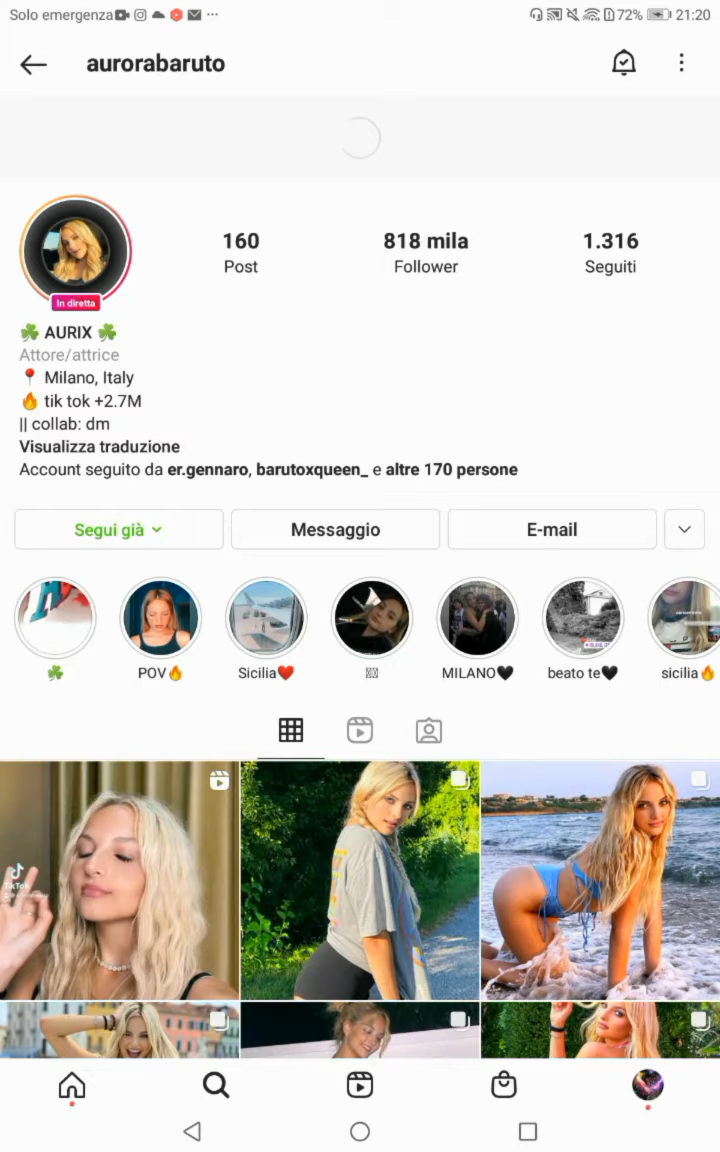 Solo emergenza
72% 21:20
aurorabaruto
160 818 mila 1.316
Post Follower Seguiti
In diretta
☘️ AURIX ☘️
Attore/attrice
📍 Milano, Italy
🔥 tik tok +2.7M
|| collab: dm
Visualizza traduzione
Account seguito da er.gennaro, barutoxqueen_ e altre 170 persone
Segui già Messaggio E-mail
☘️ POV🔥 Sicilia❤️ MILANO🖤 beato te🖤 sicilia🔥
TikTok